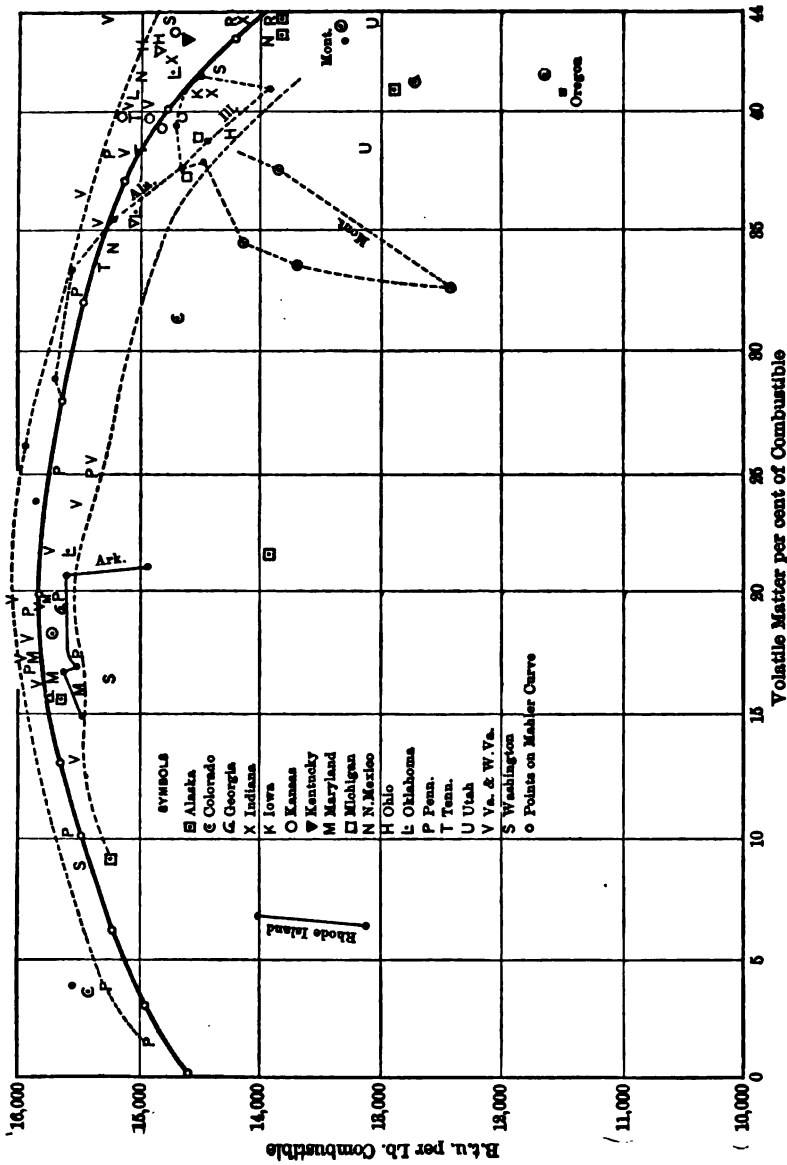 16,000
15,000
14,000
13,000
12,000
11,000
10,000
B.t.u. per Lb. Combustible
0
5
10
15
20
25
30
35
40
44
Volatile Matter per cent of Combustible
SYMBOLS
Alaska
Colorado
Georgia
X Indiana
K Iowa
Kansas
Kentucky
M Maryland
Michigan
N N.Mexico
H Ohio
Ł Oklahoma
P Penn.
T Tenn.
U Utah
V Va. & W.Va.
S Washington
Points on Mahler Curve
Rhode Island
Ark.
Ala.
Ill.
Mont.
Mont.
Oregon